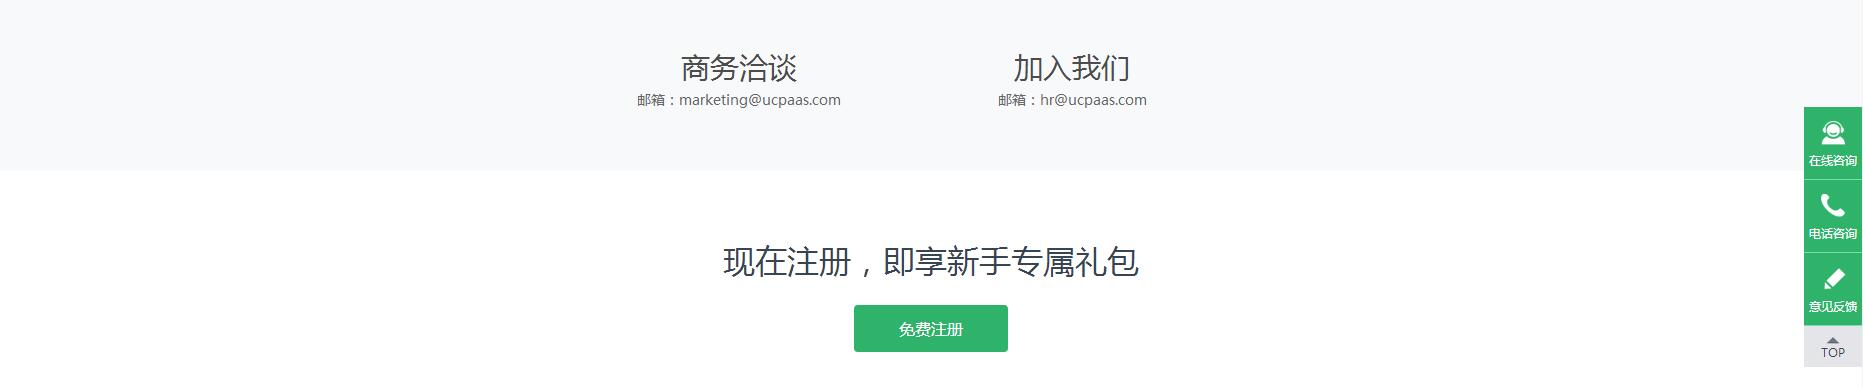 商务洽谈
邮箱：marketing@ucpaas.com
加入我们
邮箱：hr@ucpaas.com
现在注册，即享新手专属礼包
免费注册
在线咨询
电话咨询
意见反馈
TOP